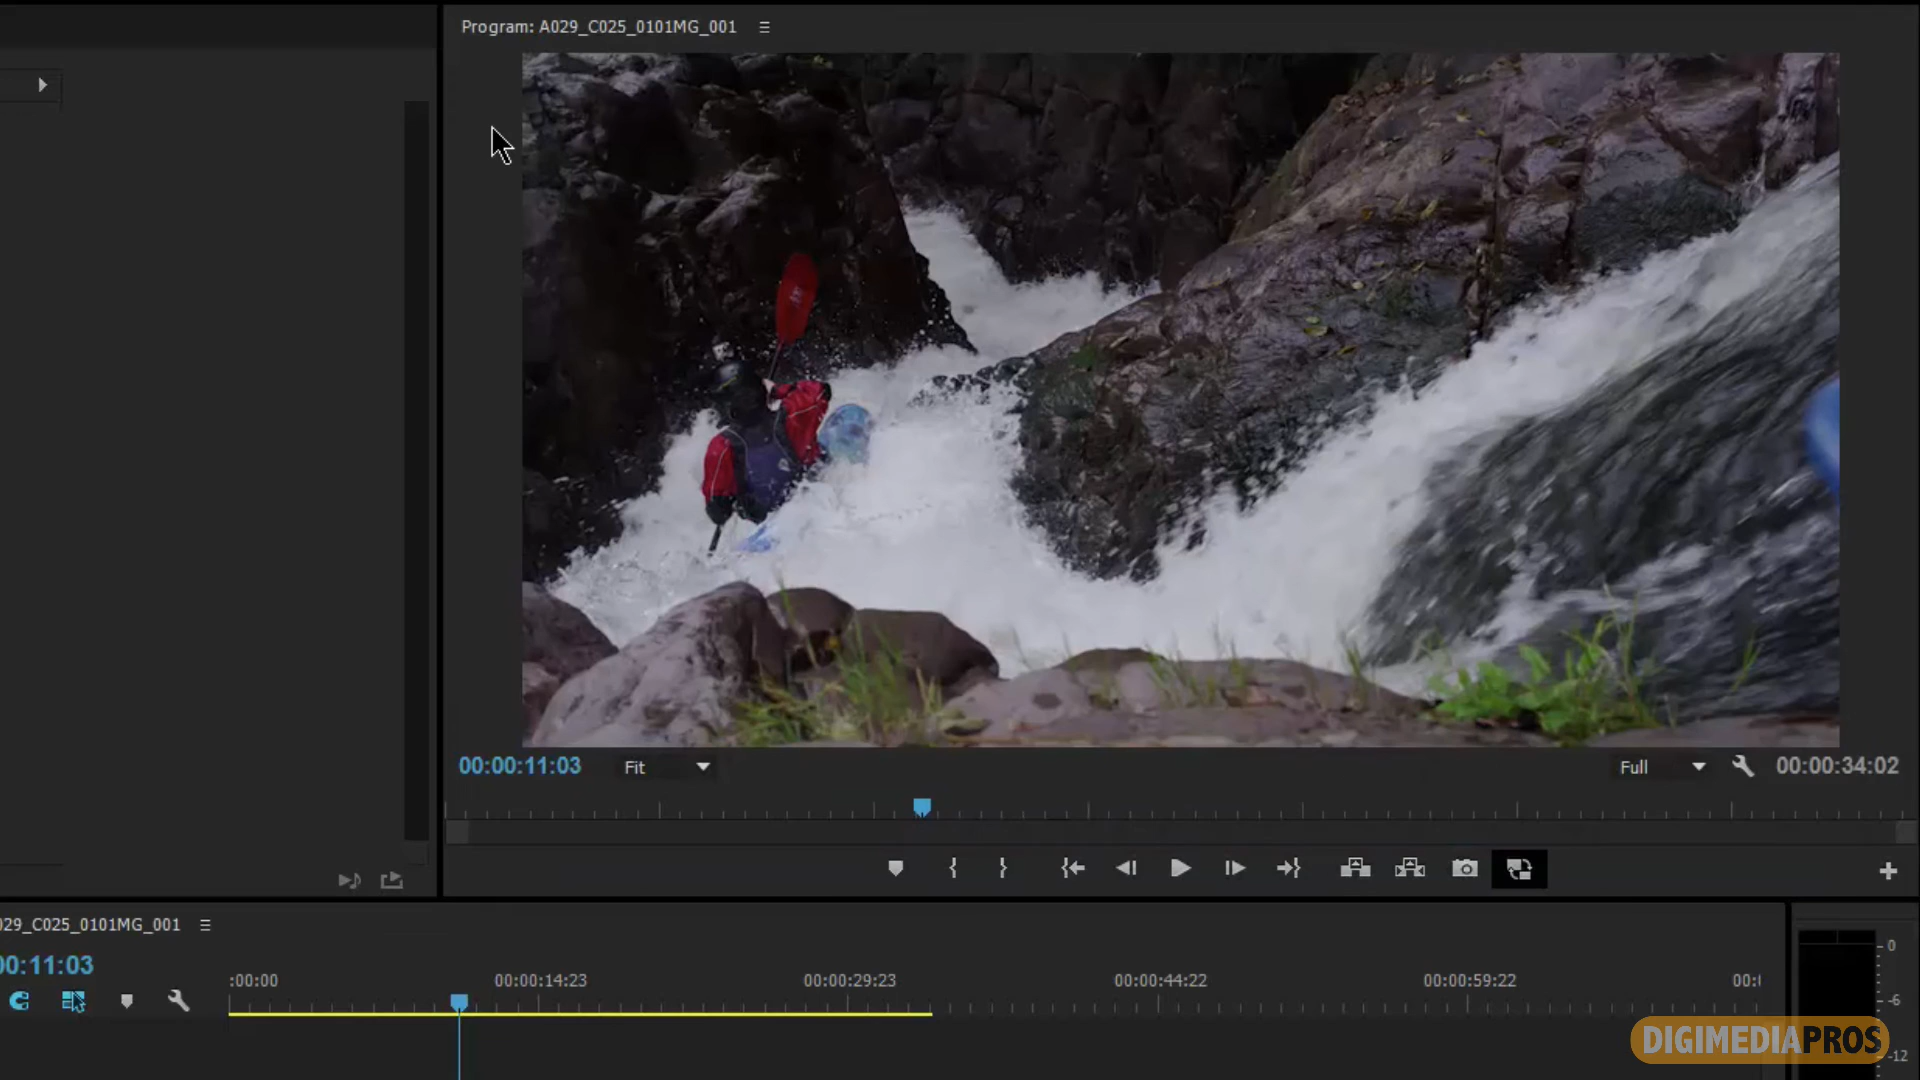 Program: A029_C025_0101MG_001
00:00:11:03
Fit
Full
00:00:34:02
029_C025_0101MG_001
00:11:03
:00:00
00:00:14:23
00:00:29:23
00:00:44:22
00:00:59:22
00:0
0
-6
-12
DIGIMEDIAPROS